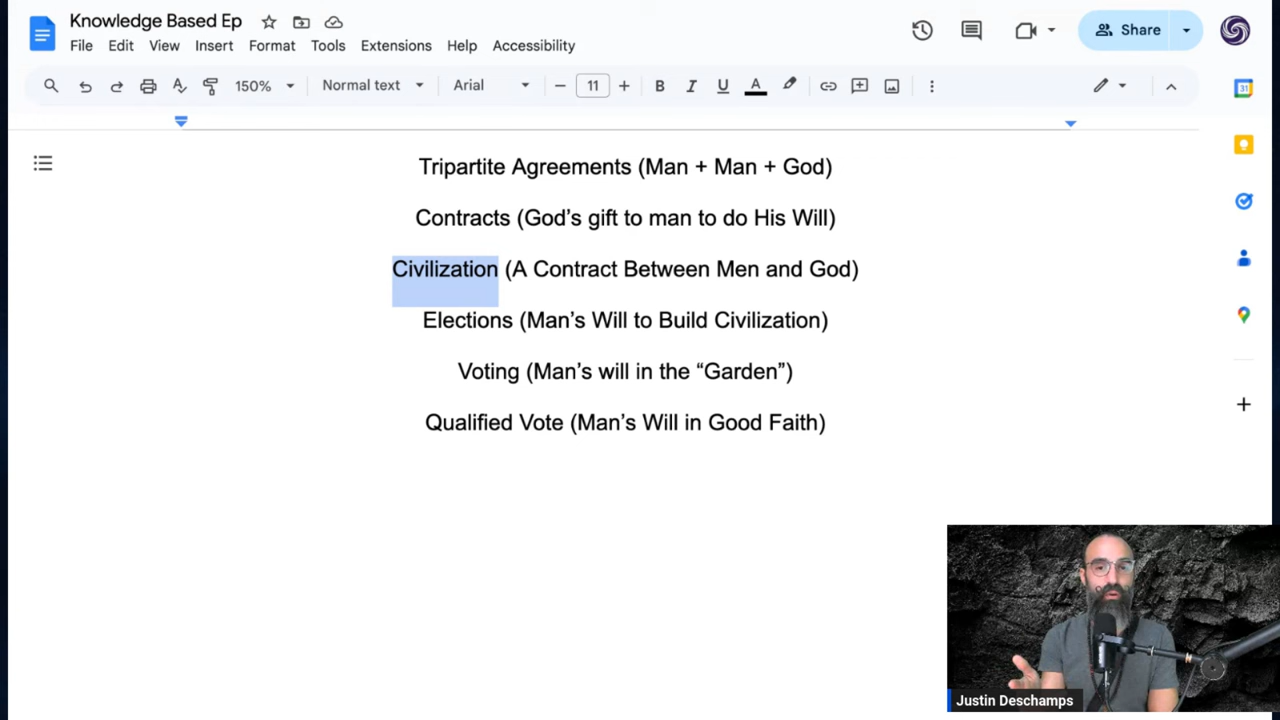 Knowledge Based Ep
File Edit View Insert Format Tools Extensions Help Accessibility
Share
150% Normal text Arial 11 B I U A
31
Tripartite Agreements (Man + Man + God)
Contracts (God’s gift to man to do His Will)
Civilization (A Contract Between Men and God)
Elections (Man’s Will to Build Civilization)
Voting (Man’s will in the “Garden”)
Qualified Vote (Man’s Will in Good Faith)
Justin Deschamps